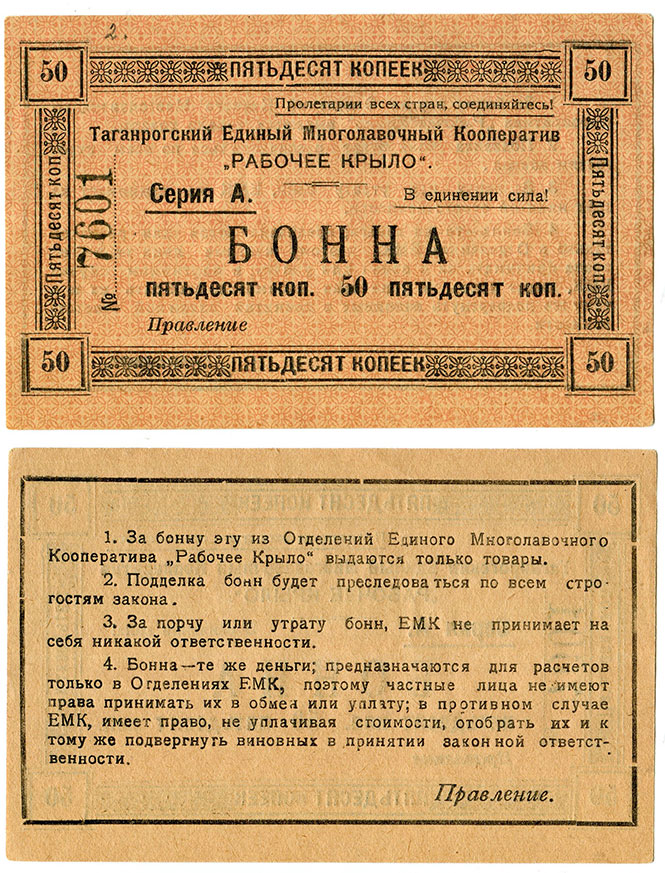 2.
50 ПЯТЬДЕСЯТ КОПЕЕК 50
Пролетарии всех стран, соединяйтесь!
Таганрогский Единый Многолавочный Кооператив
„РАБОЧЕЕ КРЫЛО“.
Серия А. В единении сила!
БОННА
пятьдесят коп. 50 пятьдесят коп.
Правление
50 ПЯТЬДЕСЯТ КОПЕЕК 50
Пятьдесят коп
№ 7601
Пятьдесят коп
1. За бонну эгу из Отделений Единого Многолавочного
Кооператива „Рабочее Крыло“ выдаются только товары.
2. Подделка бонн будет преследоваться по всем стро-
гостям закона.
3. За порчу или утрату бонн, ЕМК не принимает на
себя никакой ответственности.
4. Бонна—те же деньги; предназначаются для расчетов
только в Отделениях ЕМК, поэтому частные лица не имеют
права принимать их в обмен или уплату; в противном случае
ЕМК, имеет право, не уплачивая стоимости, отобрать их и к
тому же подвергнуть виновных в принятии законной ответст-
венности.
Правление.